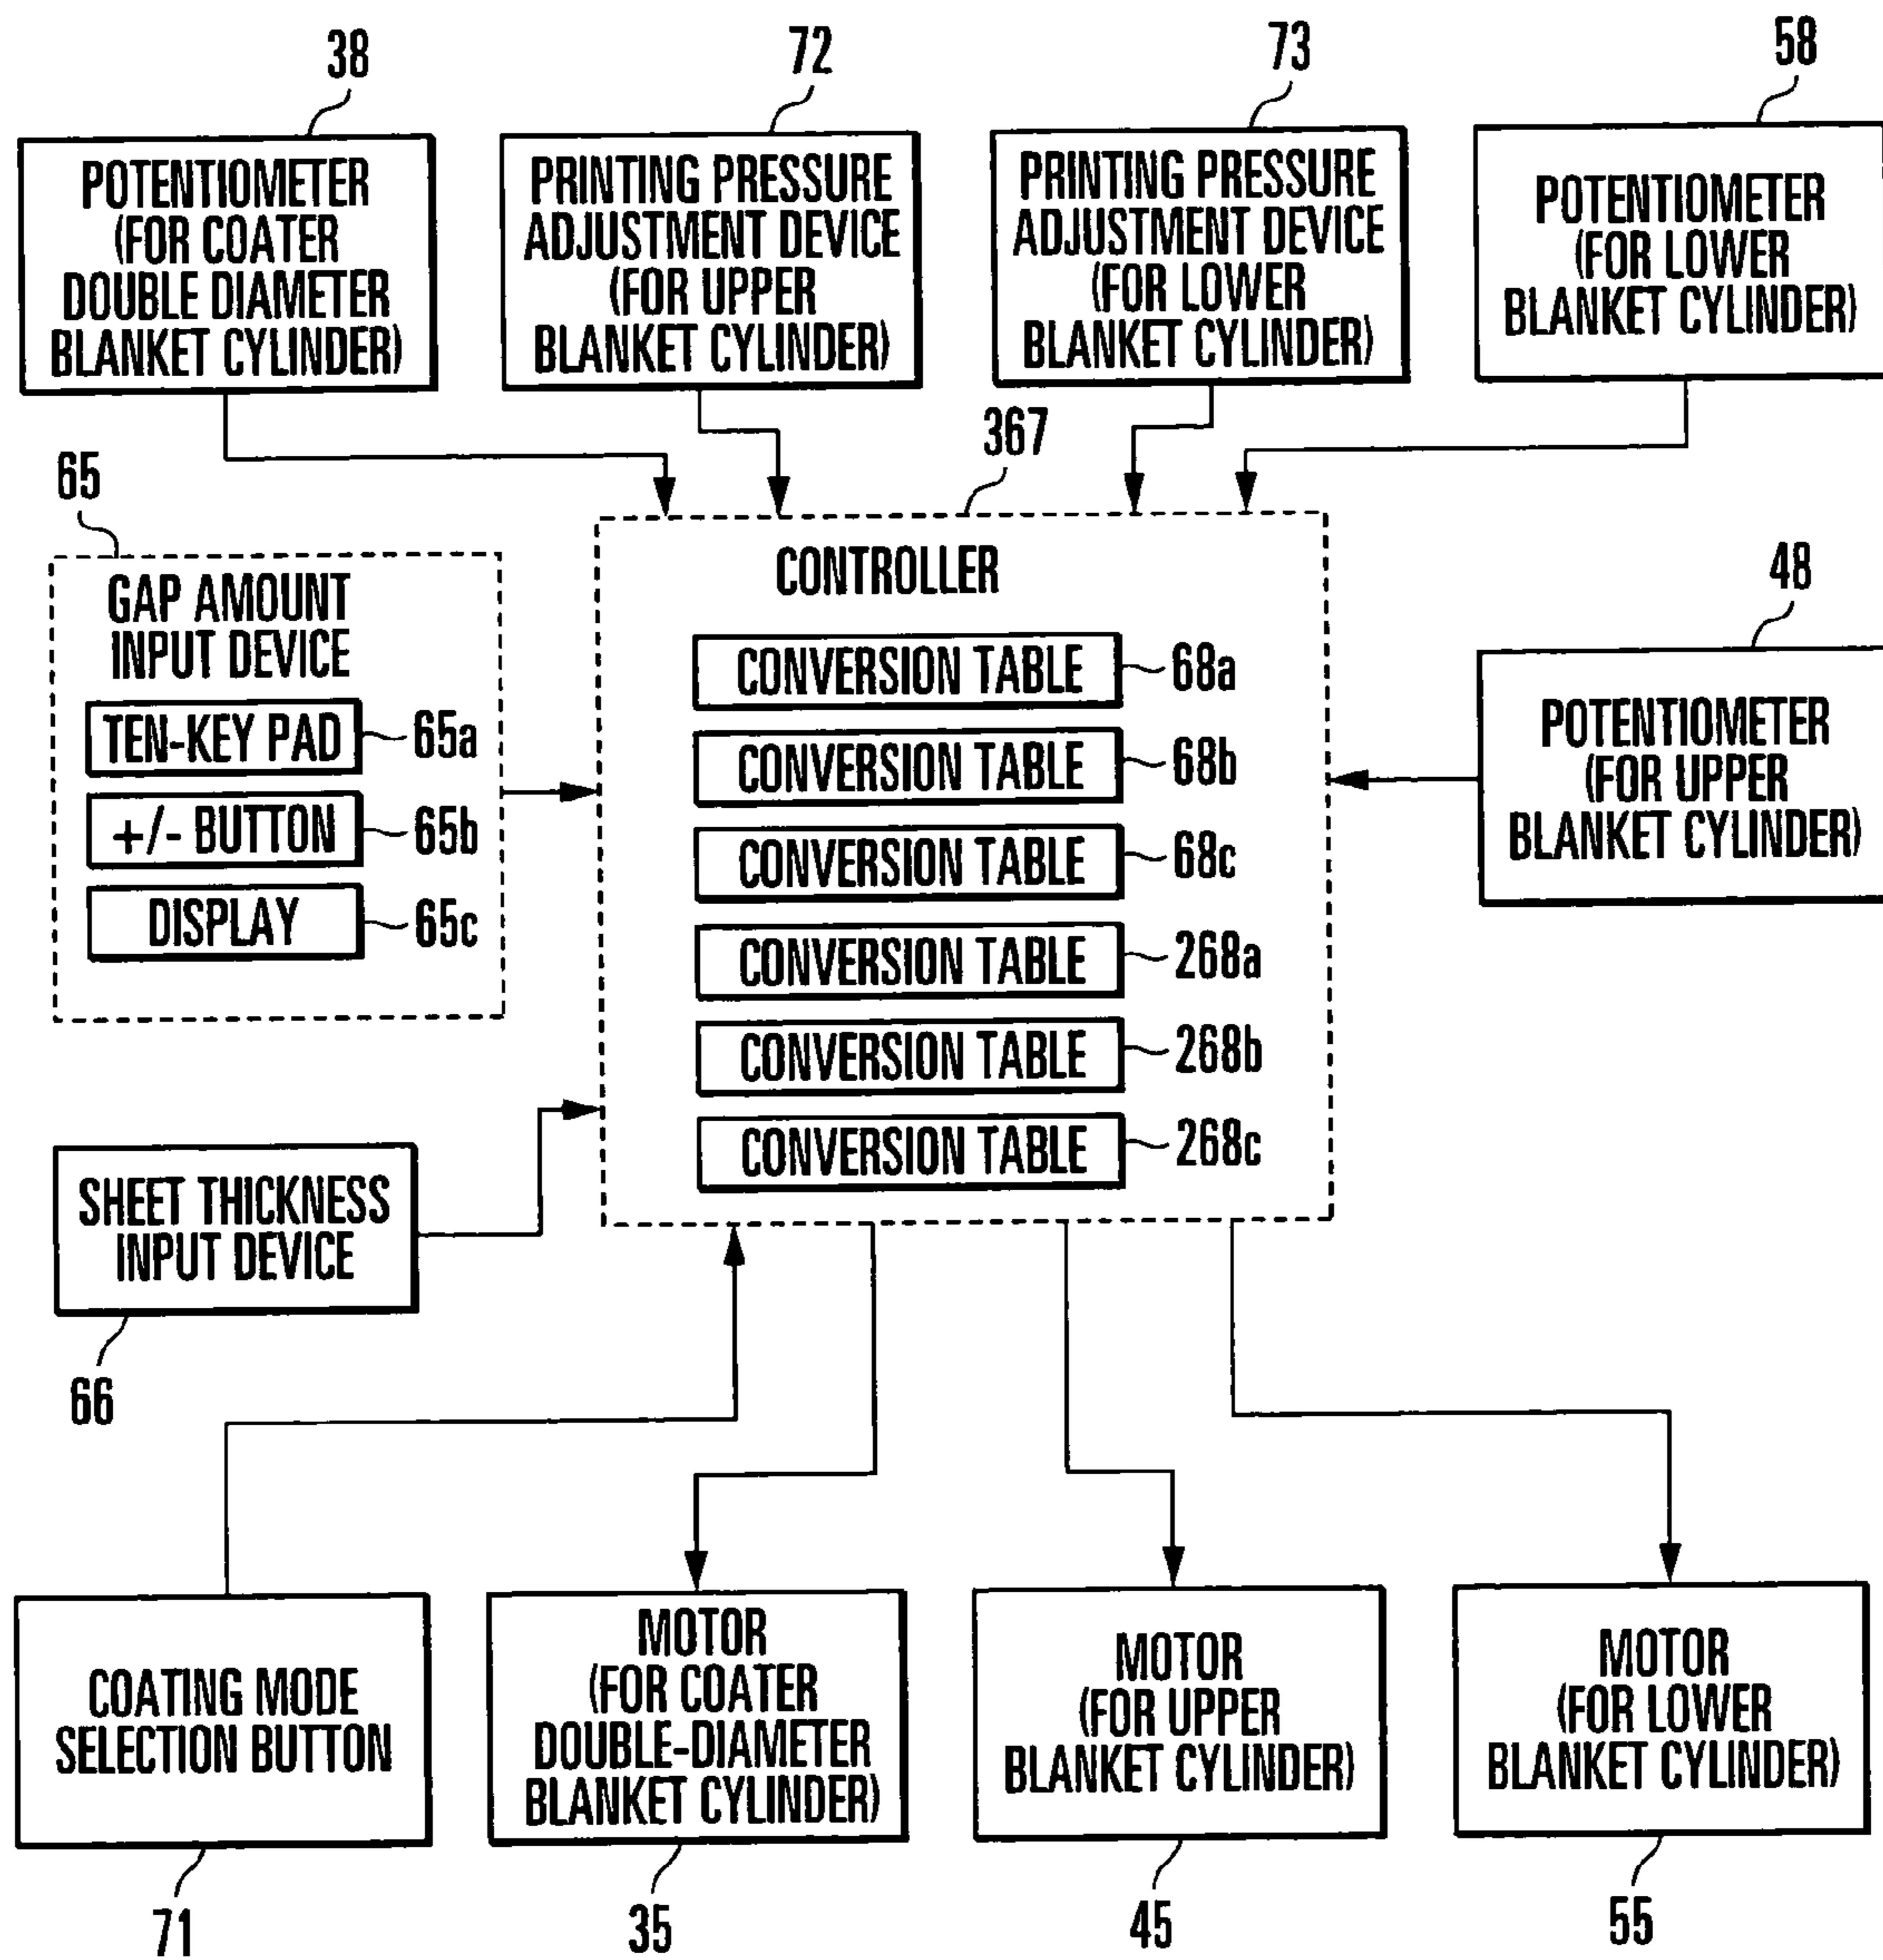 38
72
73
58
POTENTIOMETER
(FOR COATER
DOUBLE DIAMETER
BLANKET CYLINDER)
PRINTING PRESSURE
ADJUSTMENT DEVICE
(FOR UPPER
BLANKET CYLINDER)
PRINTING PRESSURE
ADJUSTMENT DEVICE
(FOR LOWER
BLANKET CYLINDER)
POTENTIOMETER
(FOR LOWER
BLANKET CYLINDER)
65
367
GAP AMOUNT
INPUT DEVICE
TEN-KEY PAD
65a
+/- BUTTON
65b
DISPLAY
65c
CONTROLLER
CONVERSION TABLE
68a
CONVERSION TABLE
68b
CONVERSION TABLE
68c
CONVERSION TABLE
268a
CONVERSION TABLE
268b
CONVERSION TABLE
268c
48
POTENTIOMETER
(FOR UPPER
BLANKET CYLINDER)
SHEET THICKNESS
INPUT DEVICE
66
COATING MODE
SELECTION BUTTON
MOTOR
(FOR COATER
DOUBLE-DIAMETER
BLANKET CYLINDER)
MOTOR
(FOR UPPER
BLANKET CYLINDER)
MOTOR
(FOR LOWER
BLANKET CYLINDER)
71
35
45
55